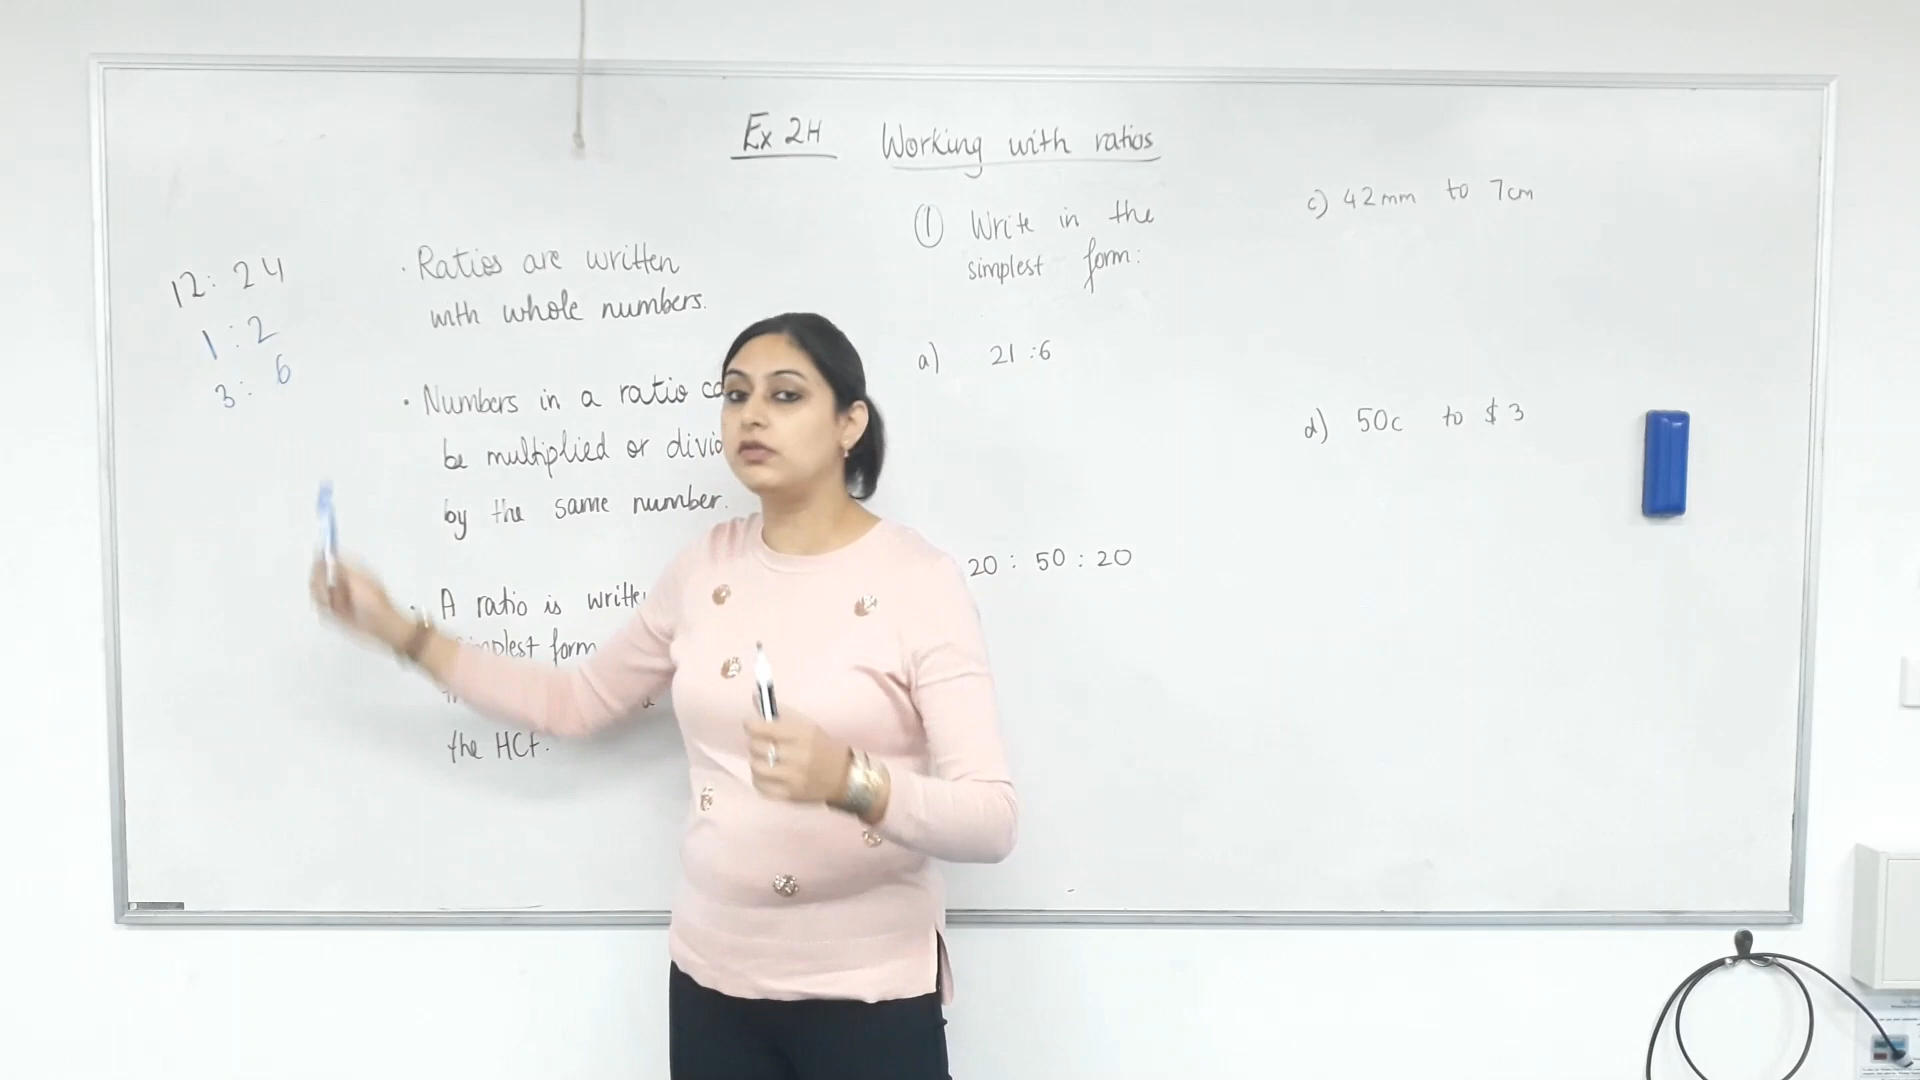 Ex 2H Working with ratios
12: 24
1:2
3: 6
· Ratios are written
with whole numbers.
· Numbers in a ratio
be multiplied or
by the same number.
· A ratio is
form
the HCF.
① Write in the
simplest form:
a) 21 :6
20 : 50 : 20
c) 42mm to 7cm
d) 50c to $3